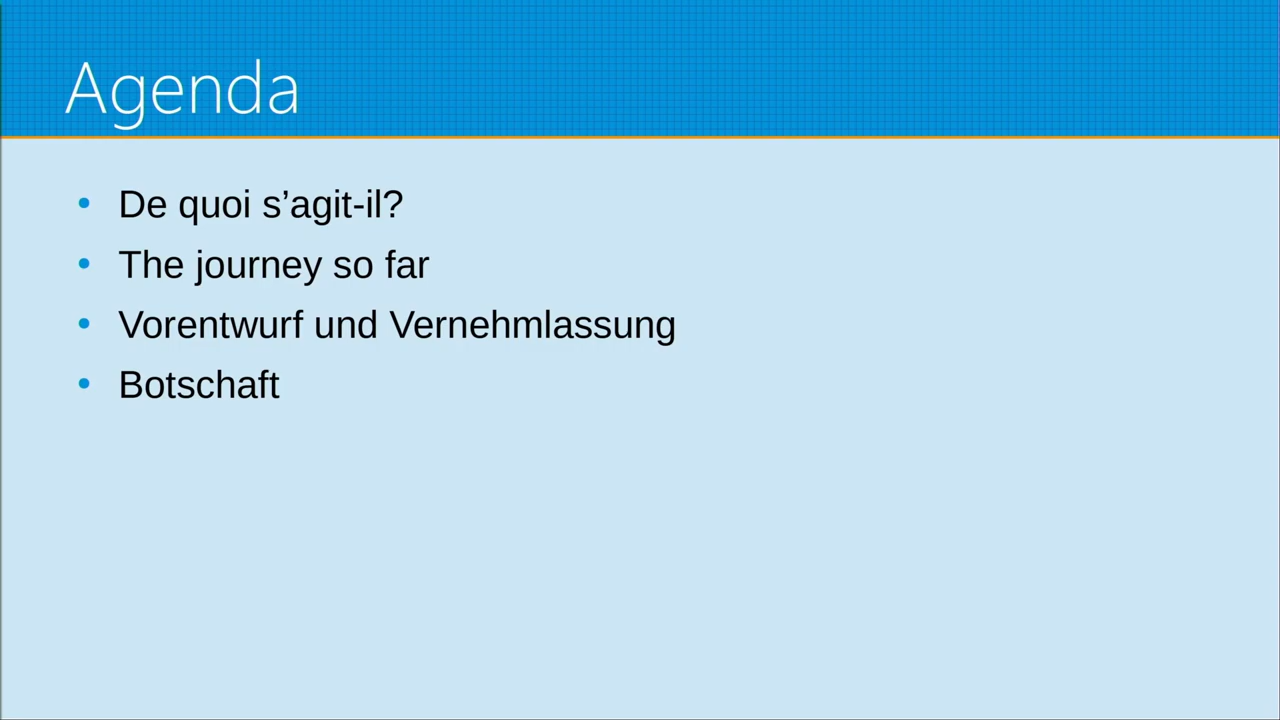 Agenda
De quoi s’agit-il?
The journey so far
Vorentwurf und Vernehmlassung
Botschaft